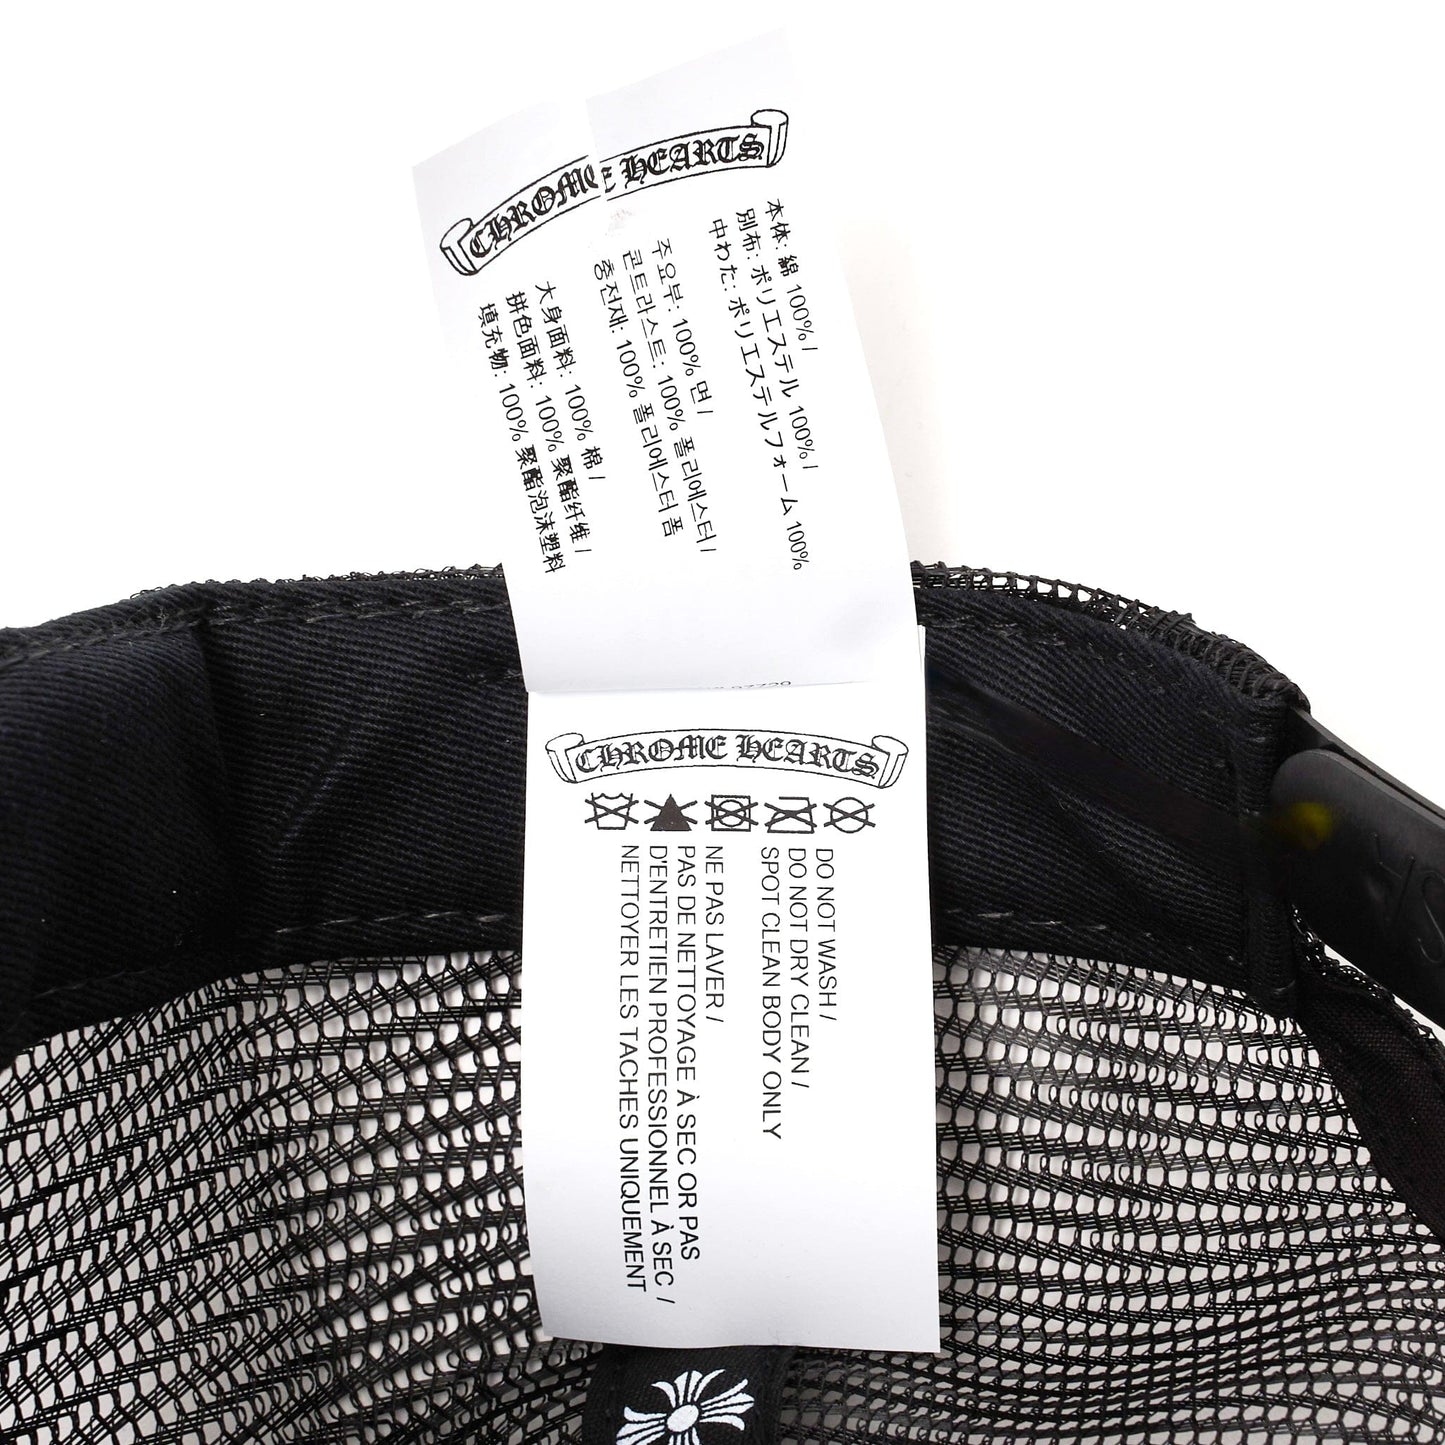 CHROME HEARTS
本体: 綿 100% /
別布: ポリエステル 100% /
中わた: ポリエステルフォーム 100%
주요부: 100% 면 /
콘트라스트: 100% 폴리에스터 /
충전재: 100% 폴리에스터 폼
大身面料: 100% 棉 /
拼色面料: 100% 聚酯纤维 /
填充物: 100% 聚酯泡沫塑料
CHROME HEARTS
DO NOT WASH /
DO NOT DRY CLEAN /
SPOT CLEAN BODY ONLY
NE PAS LAVER /
PAS DE NETTOYAGE À SEC OR PAS
D'ENTRETIEN PROFESSIONNEL À SEC /
NETTOYER LES TACHES UNIQUEMENT